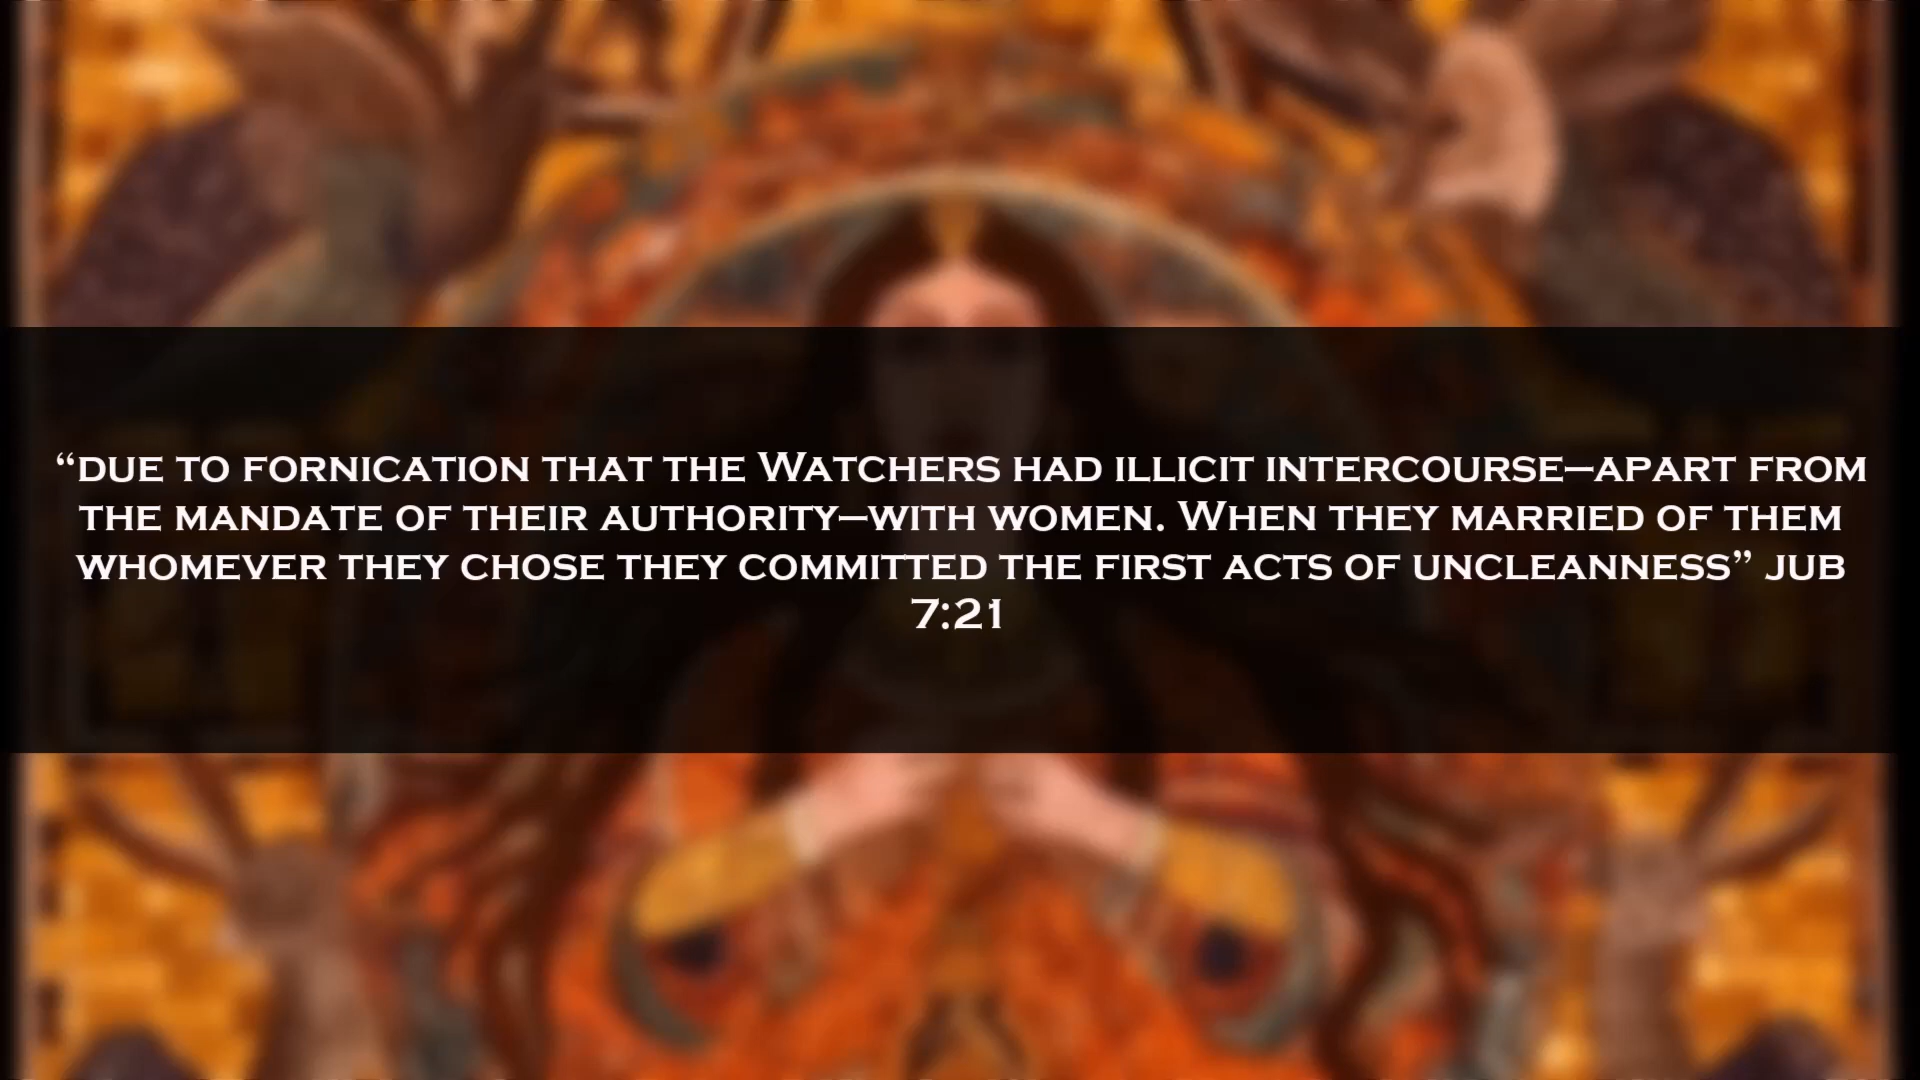 “due to fornication that the Watchers had illicit intercourse—apart from
the mandate of their authority—with women. When they married of them
whomever they chose they committed the first acts of uncleanness” Jub
7:21